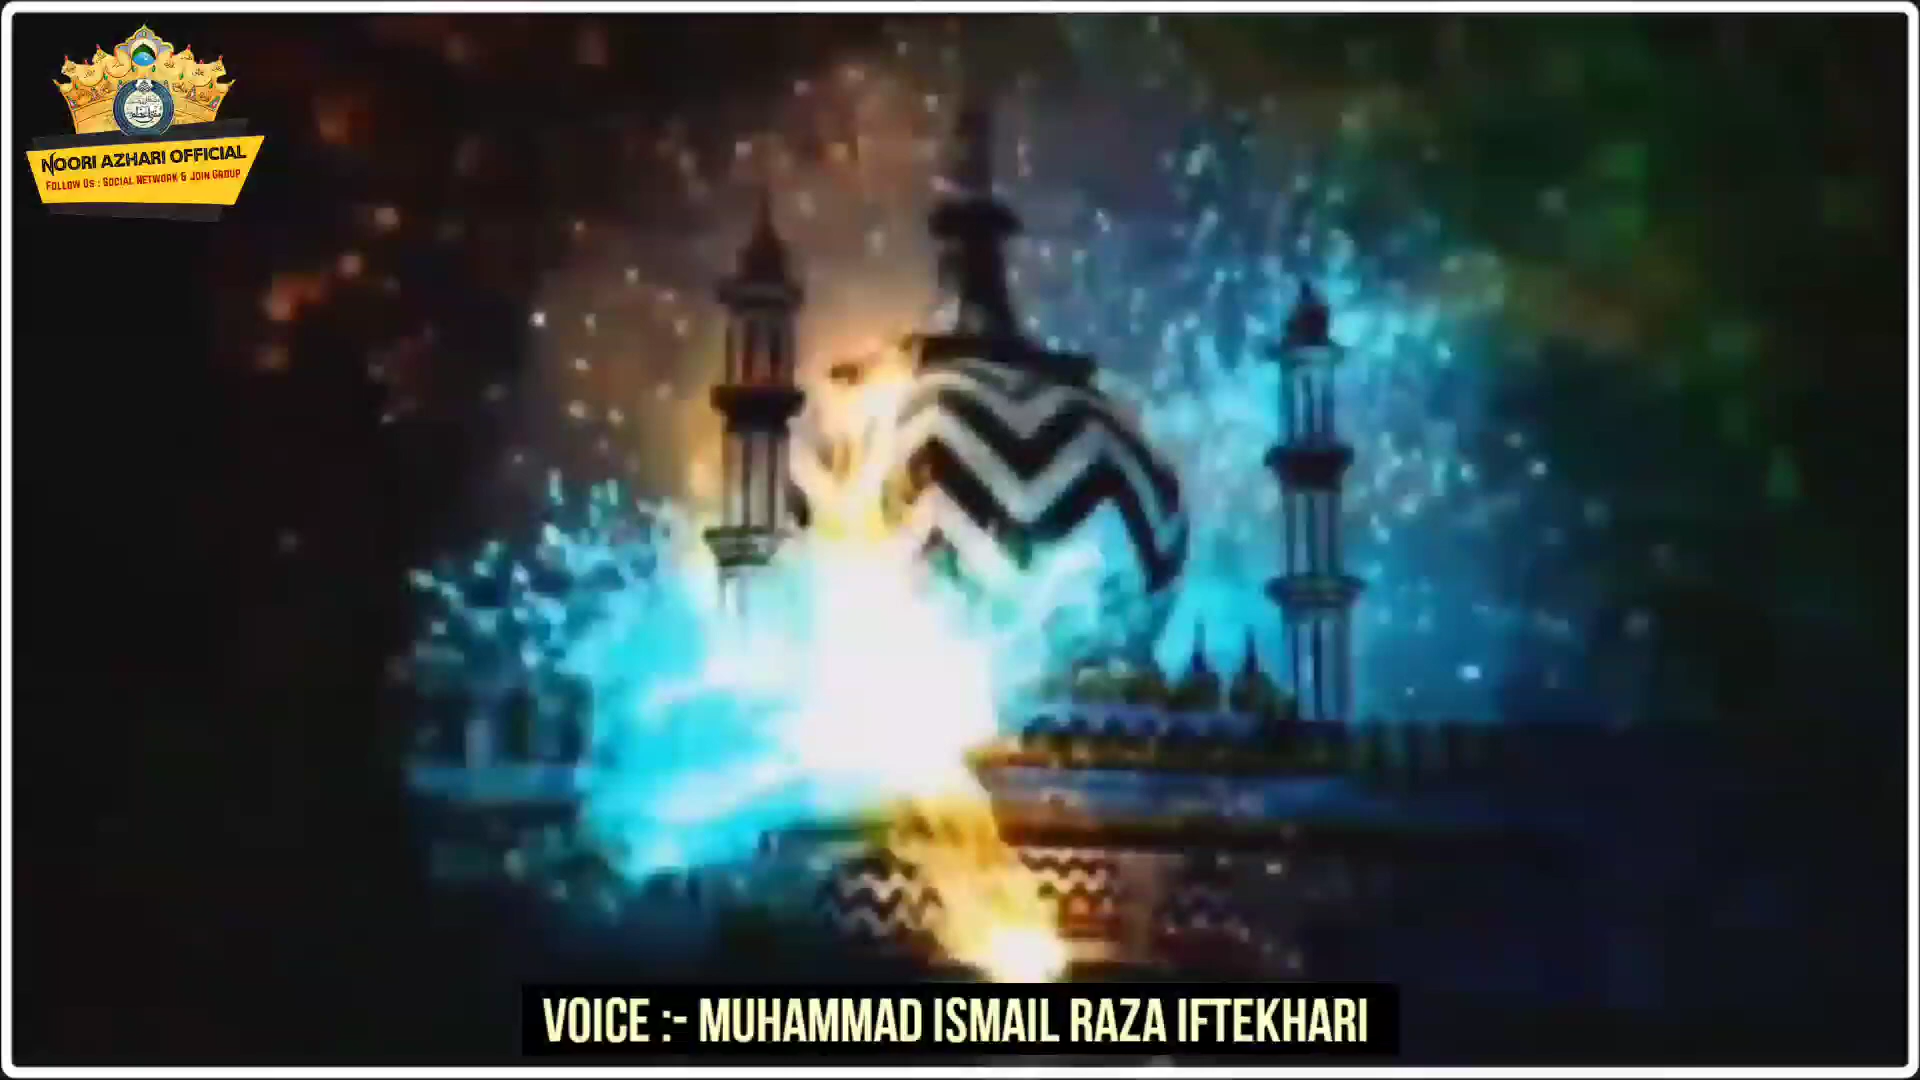 NOORI AZHARI OFFICIAL
FOLLOW US : SOCIAL NETWORK & JOIN GROUP
VOICE :- MUHAMMAD ISMAIL RAZA IFTEKHARI